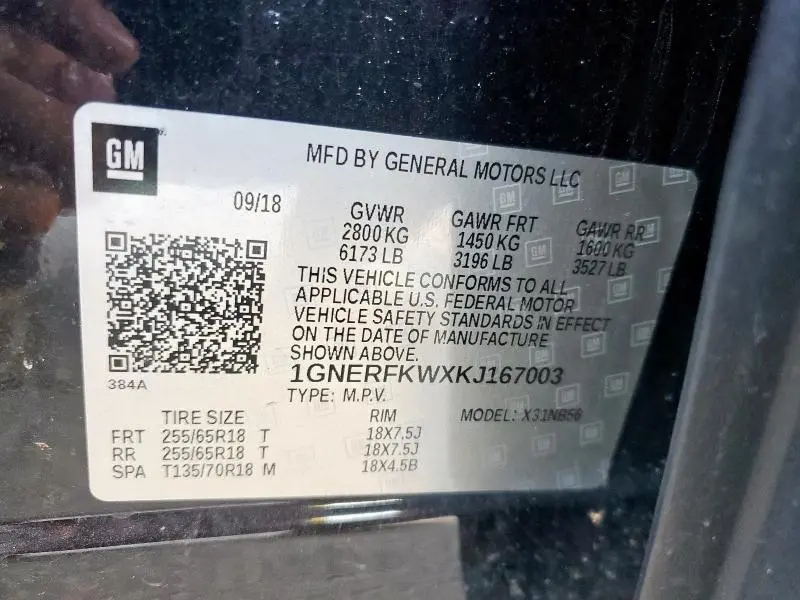 GM
MFD BY GENERAL MOTORS LLC
09/18
GVWR GAWR FRT GAWR RR
2800 KG 1450 KG 1600 KG
6173 LB 3196 LB 3527 LB
THIS VEHICLE CONFORMS TO ALL
APPLICABLE U.S. FEDERAL MOTOR
VEHICLE SAFETY STANDARDS IN EFFECT
ON THE DATE OF MANUFACTURE
SHOWN ABOVE.
384A
1GNERFKWXKJ167003
TYPE: M.P.V.
TIRE SIZE RIM MODEL: X31NB56
FRT 255/65R18 T 18X7.5J
RR 255/65R18 T 18X7.5J
SPA T135/70R18 M 18X4.5B